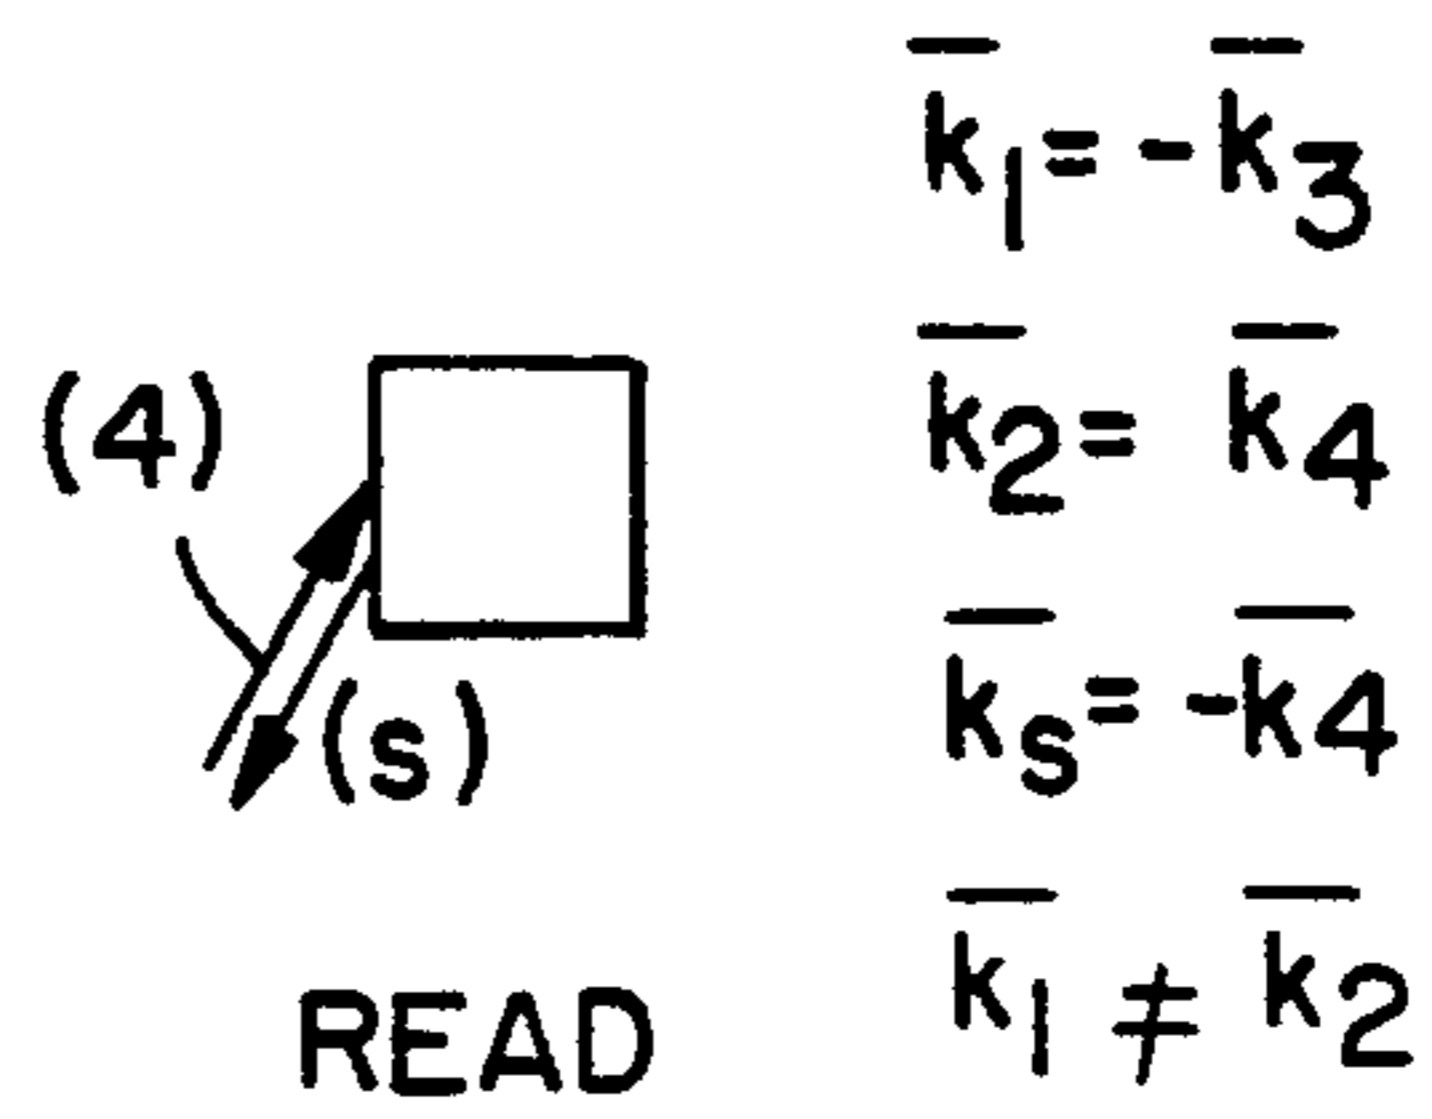 k̅₁ = -k̅₃
k̅₂ = k̅₄
(4)
k̅ₛ = -k̅₄
(s)
k̅₁ ≠ k̅₂
READ